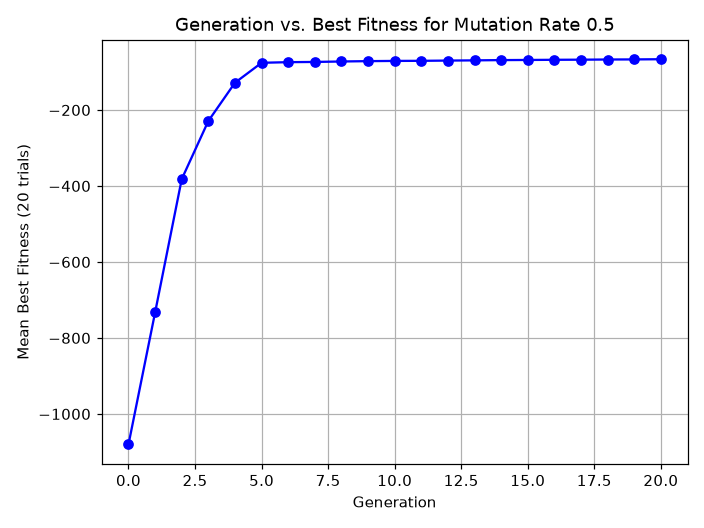 Generation vs. Best Fitness for Mutation Rate 0.5
Mean Best Fitness (20 trials)
−200
−400
−600
−800
−1000
0.0 2.5 5.0 7.5 10.0 12.5 15.0 17.5 20.0
Generation